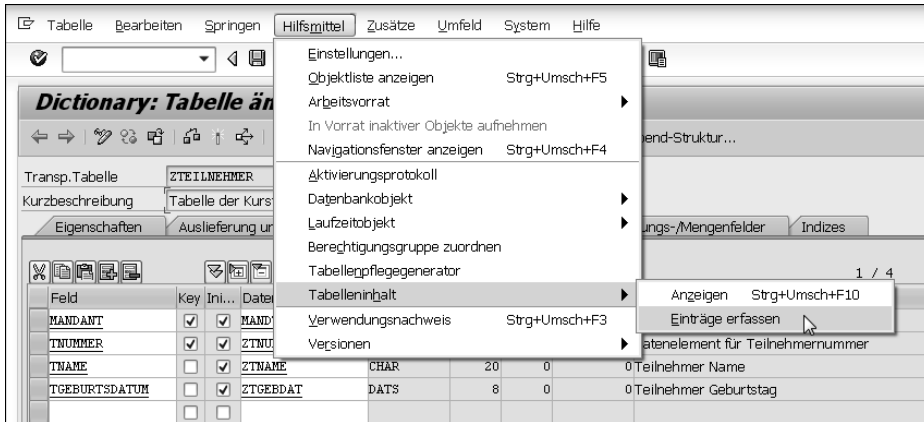 Tabelle Bearbeiten Springen Hilfsmittel Zusätze Umfeld System Hilfe
Einstellungen...
Objektliste anzeigen Strg+Umsch+F5
Arbeitsvorrat
In Vorrat inaktiver Objekte aufnehmen
Navigationsfenster anzeigen Strg+Umsch+F4
Aktivierungsprotokoll
Datenbankobjekt
Laufzeitobjekt
Berechtigungsgruppe zuordnen
Tabellenpflegegenerator
Tabelleninhalt
Verwendungsnachweis Strg+Umsch+F3
Versionen
Anzeigen Strg+Umsch+F10
Einträge erfassen
Dictionary: Tabelle än
pend-Struktur...
Transp.Tabelle ZTEILNEHMER
Kurzbeschreibung Tabelle der Kurs
Eigenschaften Auslieferung un ungs-/Mengenfelder Indizes
1 / 4
Feld Key Ini... Daten
MANDANT MAND
TNUMMER ZTNU atenelement für Teilnehmernummer
TNAME ZTNAME CHAR 20 0 0 Teilnehmer Name
TGEBURTSDATUM ZTGEBDAT DATS 8 0 0 Teilnehmer Geburtstag